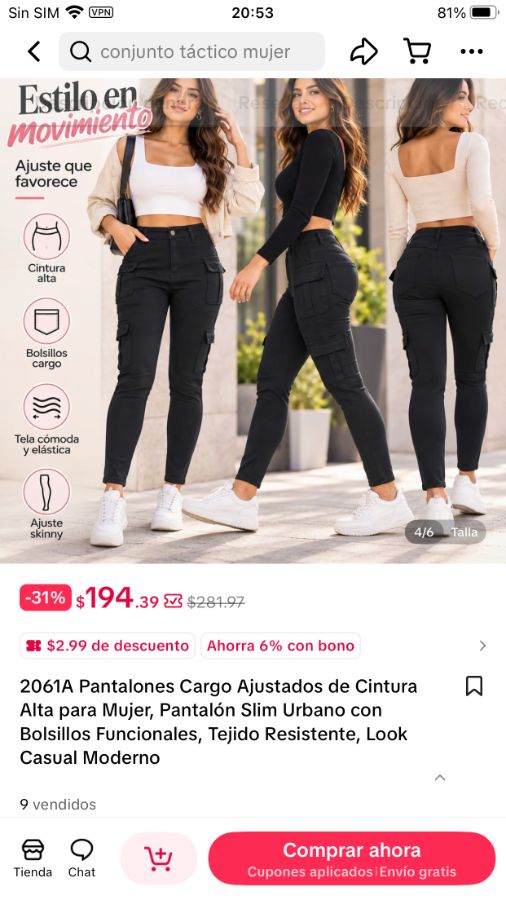 Sin SIM VPN 20:53 81%
conjunto táctico mujer
Estilo en
movimiento
Ajuste que
favorece
Cintura
alta
Bolsillos
cargo
Tela cómoda
y elástica
Ajuste
skinny
4/6 Talla
-31% $194.39 $281.97
$2.99 de descuento Ahorra 6% con bono
2061A Pantalones Cargo Ajustados de Cintura
Alta para Mujer, Pantalón Slim Urbano con
Bolsillos Funcionales, Tejido Resistente, Look
Casual Moderno
9 vendidos
Tienda
Chat
Comprar ahora
Cupones aplicados | Envío gratis